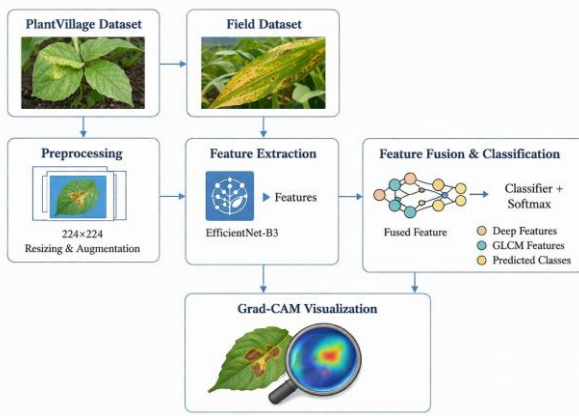 PlantVillage Dataset
Field Dataset
Preprocessing
224×224
Resizing & Augmentation
Feature Extraction
Features
EfficientNet-B3
Feature Fusion & Classification
Classifier +
Softmax
Fused Feature
Deep Features
GLCM Features
Predicted Classes
Grad-CAM Visualization